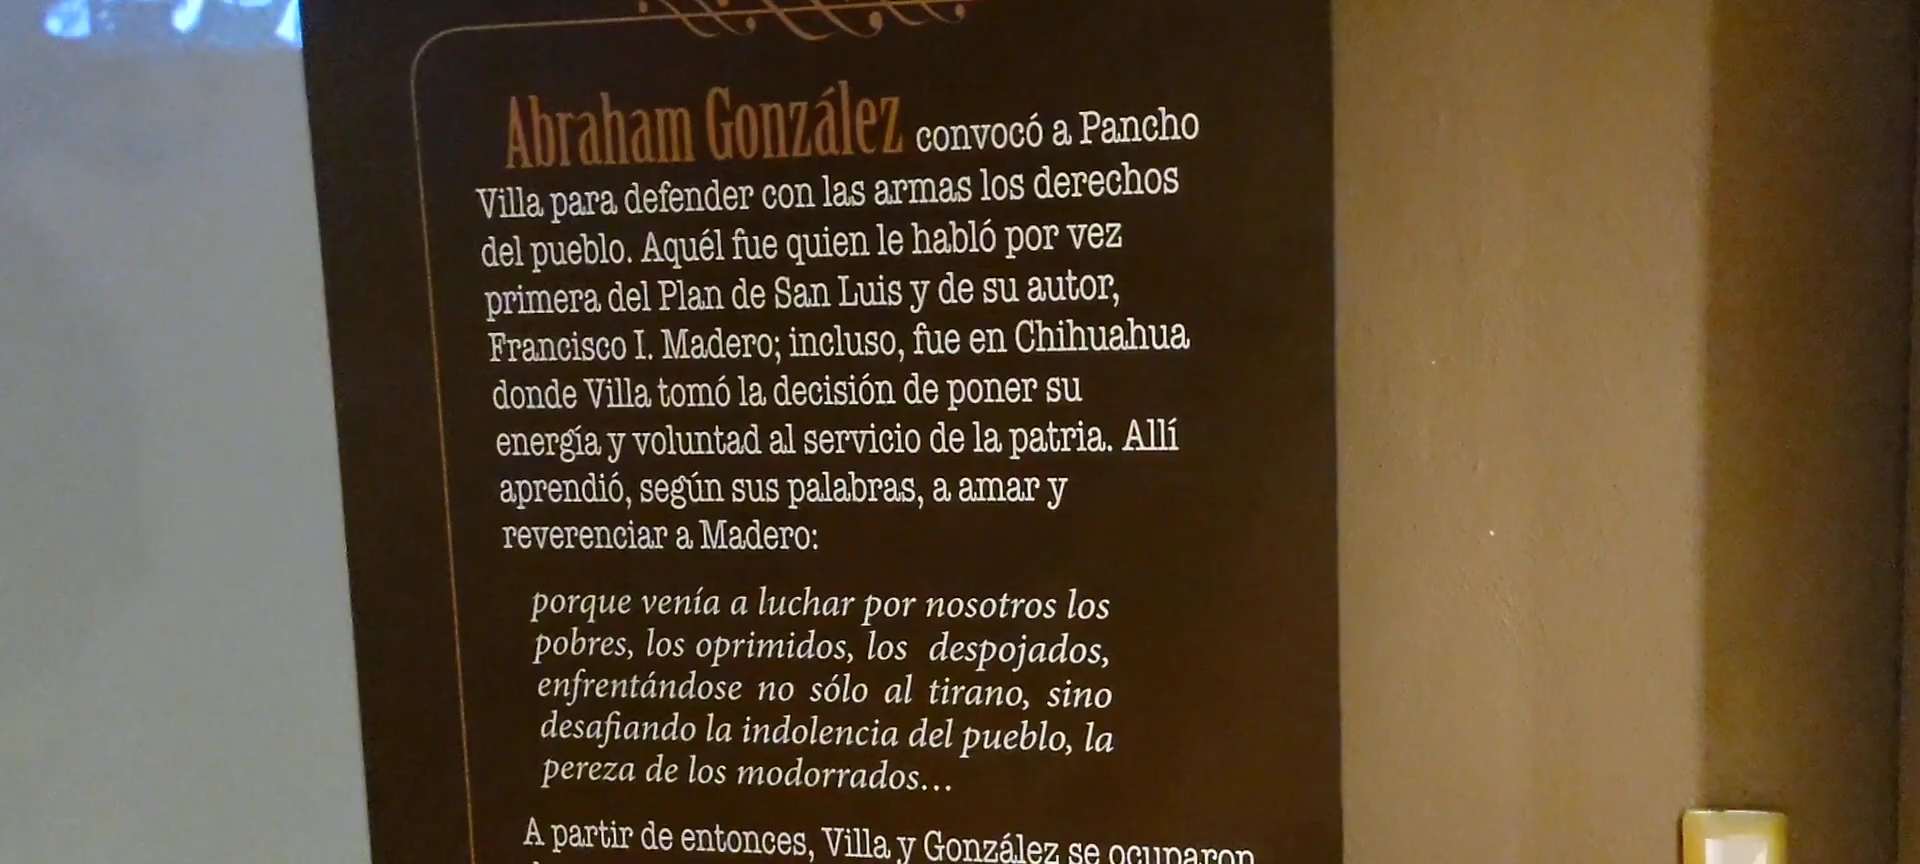 Abraham González convocó a Pancho
Villa para defender con las armas los derechos
del pueblo. Aquél fue quien le habló por vez
primera del Plan de San Luis y de su autor,
Francisco I. Madero; incluso, fue en Chihuahua
donde Villa tomó la decisión de poner su
energía y voluntad al servicio de la patria. Allí
aprendió, según sus palabras, a amar y
reverenciar a Madero:
porque venía a luchar por nosotros los
pobres, los oprimidos, los despojados,
enfrentándose no sólo al tirano, sino
desafiando la indolencia del pueblo, la
pereza de los modorrados...
A partir de entonces, Villa y González se ocuparon